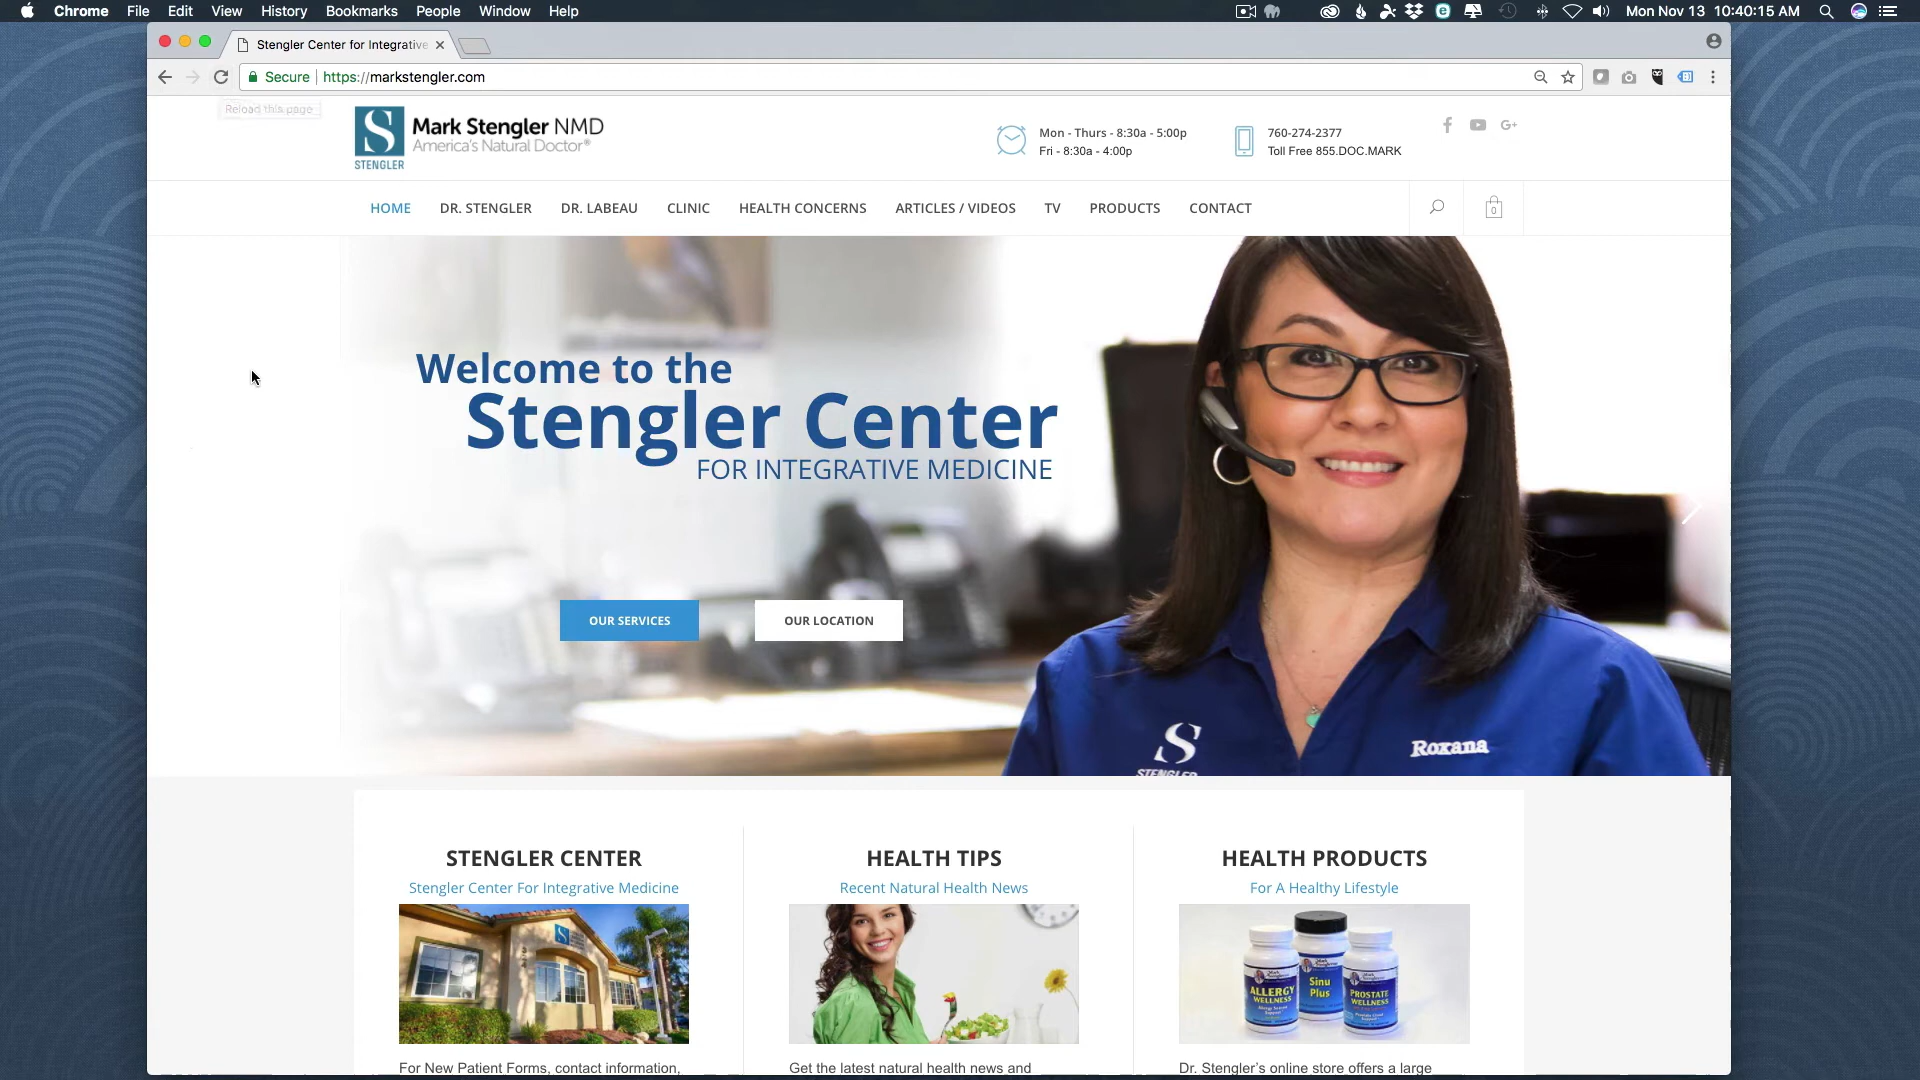 Chrome File Edit View History Bookmarks People Window Help
Mon Nov 13 10:40:15 AM
Stengler Center for Integrative
Secure https://markstengler.com
Reload this page
S
STENGLER
Mark Stengler NMD
America's Natural Doctor®
Mon - Thurs - 8:30a - 5:00p
Fri - 8:30a - 4:00p
760-274-2377
Toll Free 855.DOC.MARK
HOME DR. STENGLER DR. LABEAU CLINIC HEALTH CONCERNS ARTICLES / VIDEOS TV PRODUCTS CONTACT
0
Welcome to the
Stengler Center
FOR INTEGRATIVE MEDICINE
OUR SERVICES OUR LOCATION
S
STENGLER
Roxana
STENGLER CENTER
Stengler Center For Integrative Medicine
HEALTH TIPS
Recent Natural Health News
HEALTH PRODUCTS
For A Healthy Lifestyle
ALLERGY
WELLNESS
Sinu
Plus
PROSTATE
WELLNESS
For New Patient Forms, contact information,
Get the latest natural health news and
Dr. Stengler's online store offers a large